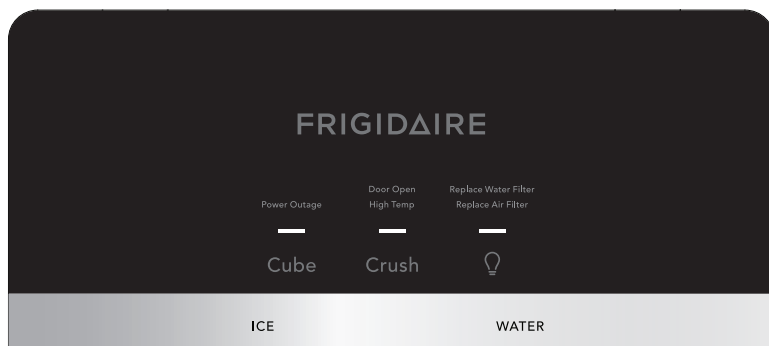 FRIGIDAIRE
Door Open Replace Water Filter
Power Outage High Temp Replace Air Filter
Cube Crush
ICE WATER